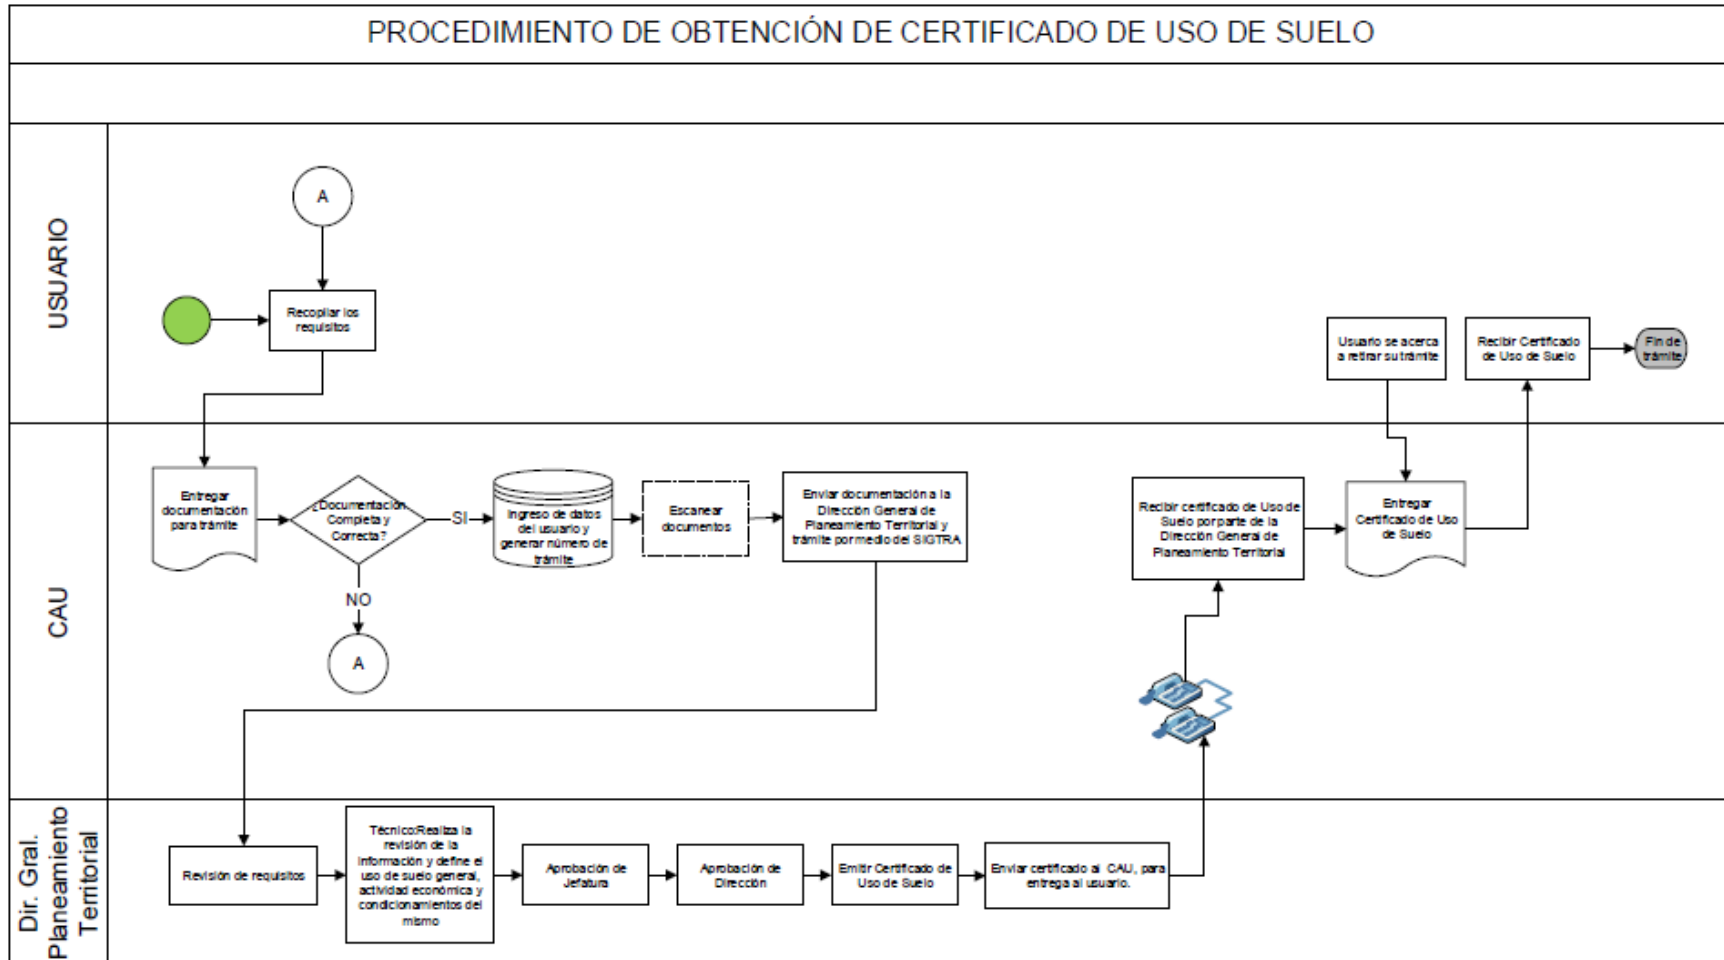 PROCEDIMIENTO DE OBTENCIÓN DE CERTIFICADO DE USO DE SUELO
USUARIO
A
Recopilar los
requisitos
Usuario se acerca
a retirar su trámite
Recibir Certificado
de Uso de Suelo
Fin de
trámite
CAU
Entregar
documentación
para trámite
¿Documentación
Completa y
Correcta?
SI
NO
A
Ingreso de datos
del usuario y
generar número de
trámite
Escanear
documentos
Enviar documentación a la
Dirección General de
Planeamiento Territorial y
trámite por medio del SIGTRA
Recibir certificado de Uso de
Suelo por parte de la
Dirección General de
Planeamiento Territorial
Entregar
Certificado de Uso
de Suelo
Dir. Gral.
Planeamiento
Territorial
Revisión de requisitos
Técnico:Realiza la
revisión de la
información y define el
uso de suelo general,
actividad económica y
condicionamientos del
mismo
Aprobación de
Jefatura
Aprobación de
Dirección
Emitir Certificado de
Uso de Suelo
Enviar certificado al CAU, para
entrega al usuario.